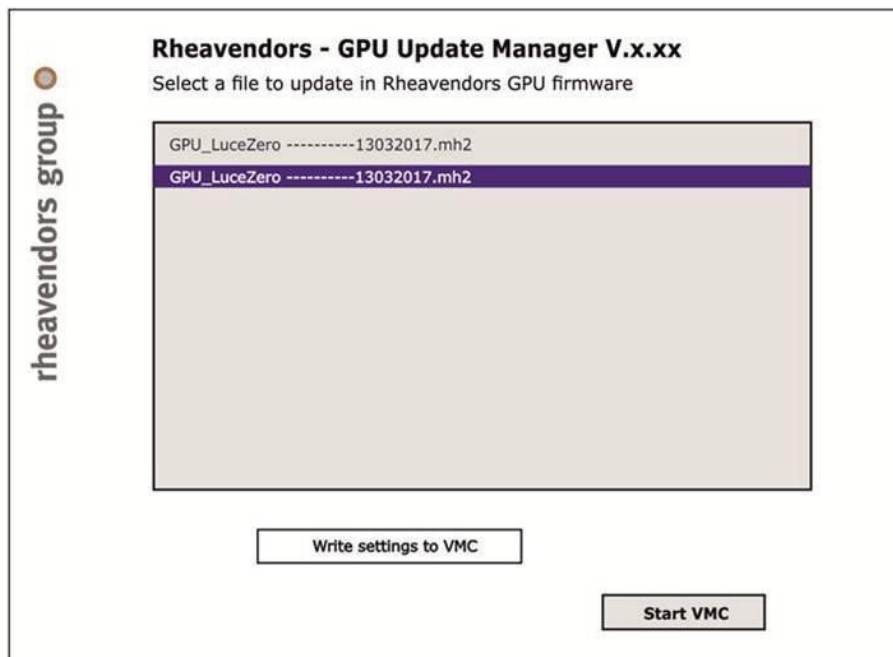 rheavendors group
Rheavendors - GPU Update Manager V.x.xx
Select a file to update in Rheavendors GPU firmware
GPU_LuceZero ----------13032017.mh2
GPU_LuceZero ----------13032017.mh2
Write settings to VMC
Start VMC